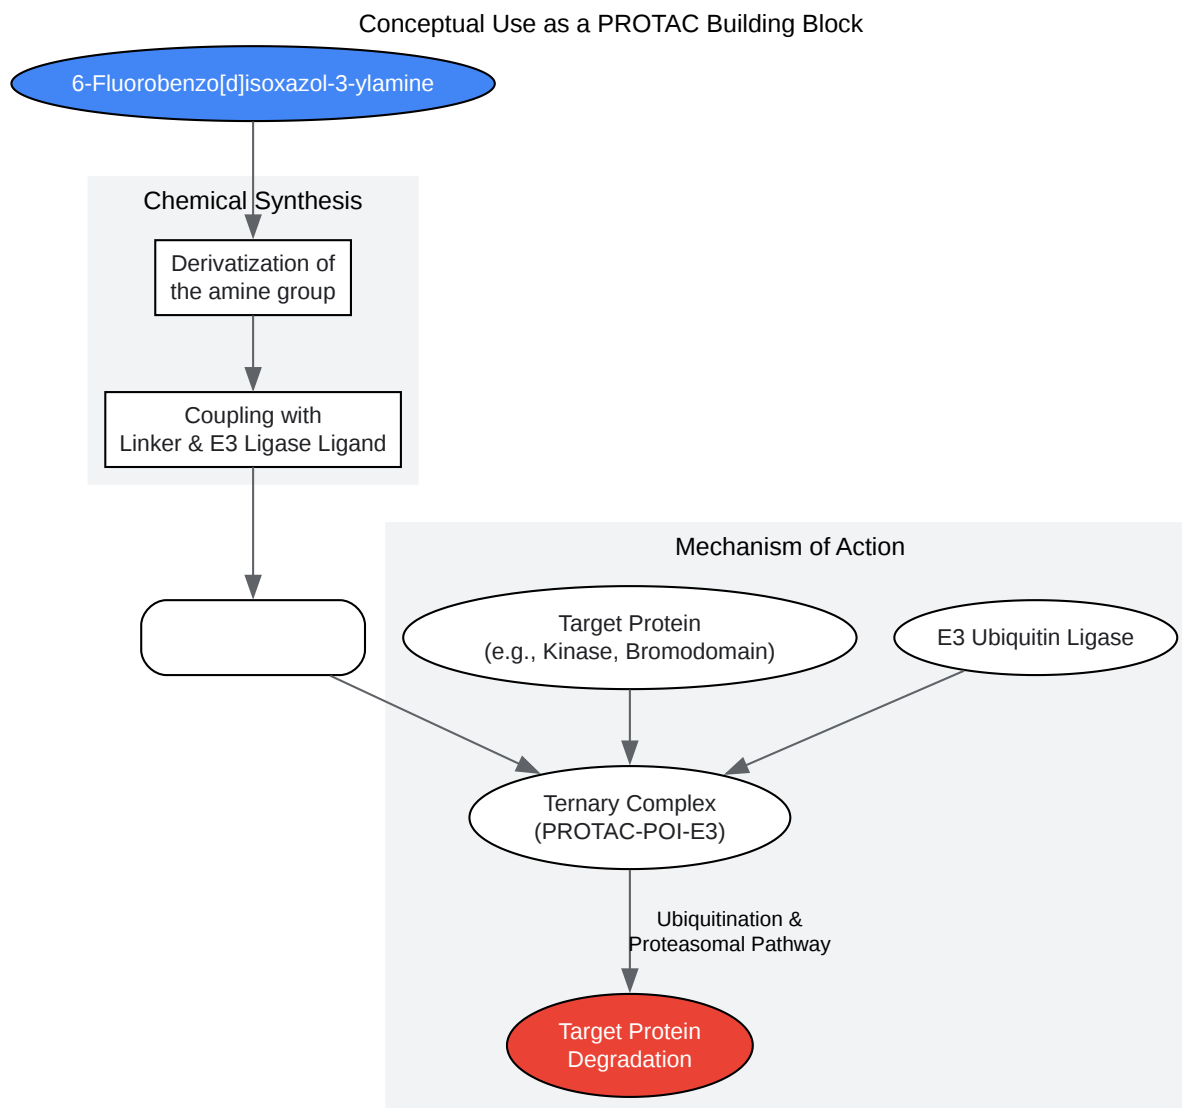 Conceptual Use as a PROTAC Building Block
6-Fluorobenzo[d]isoxazol-3-ylamine
Chemical Synthesis
Derivatization of
the amine group
Coupling with
Linker & E3 Ligase Ligand
Mechanism of Action
Target Protein
(e.g., Kinase, Bromodomain)
E3 Ubiquitin Ligase
Ternary Complex
(PROTAC-POI-E3)
Ubiquitination &
Proteasomal Pathway
Target Protein
Degradation